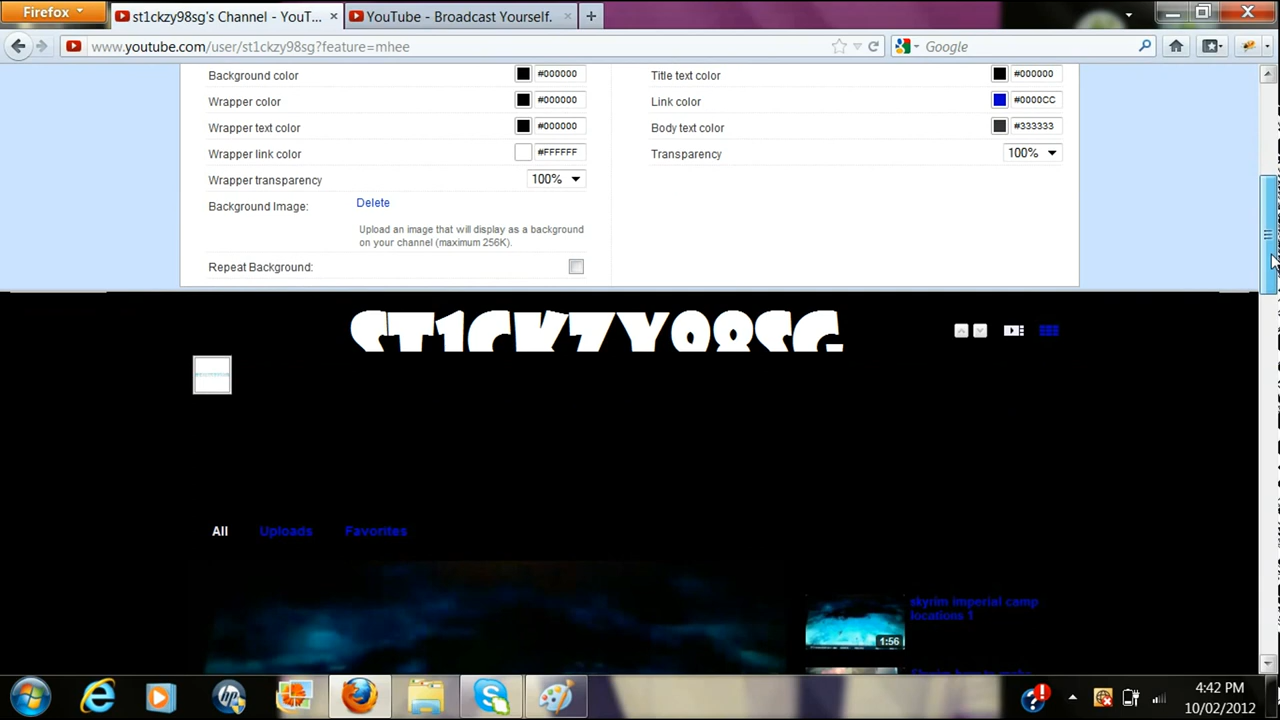 Firefox
st1ckzy98sg's Channel - YouT...
YouTube - Broadcast Yourself.
www.youtube.com/user/st1ckzy98sg?feature=mhee
Google
Background color #000000
Title text color #000000
Wrapper color #000000
Link color #0000CC
Wrapper text color #000000
Body text color #333333
Wrapper link color #FFFFFF
Transparency 100%
Wrapper transparency 100%
Background Image: Delete
Upload an image that will display as a background
on your channel (maximum 256K).
Repeat Background:
ST1CKZY98SG
All Uploads Favorites
skyrim imperial camp
locations 1
1:56
4:42 PM
10/02/2012